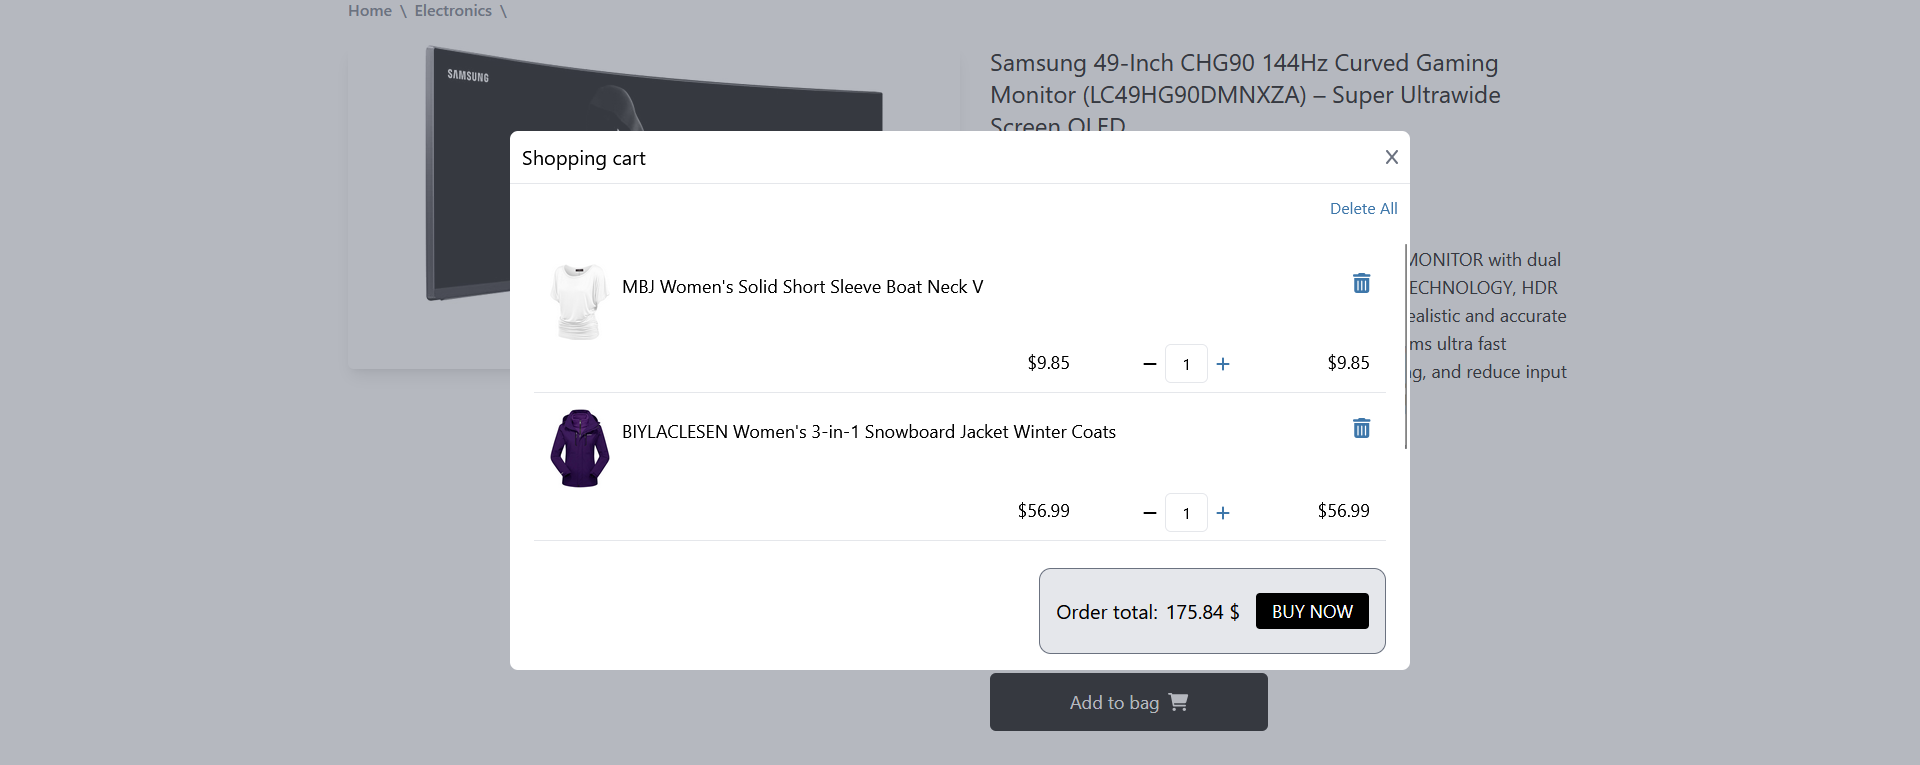 Home \ Electronics \
SAMSUNG
Samsung 49-Inch CHG90 144Hz Curved Gaming
Monitor (LC49HG90DMNXZA) – Super Ultrawide
Screen OLED
Shopping cart
X
Delete All
MBJ Women's Solid Short Sleeve Boat Neck V
$9.85
1
$9.85
BIYLACLESEN Women's 3-in-1 Snowboard Jacket Winter Coats
$56.99
1
$56.99
Order total: 175.84 $
BUY NOW
MONITOR with dual
ECHNOLOGY, HDR
ealistic and accurate
ms ultra fast
g, and reduce input
Add to bag